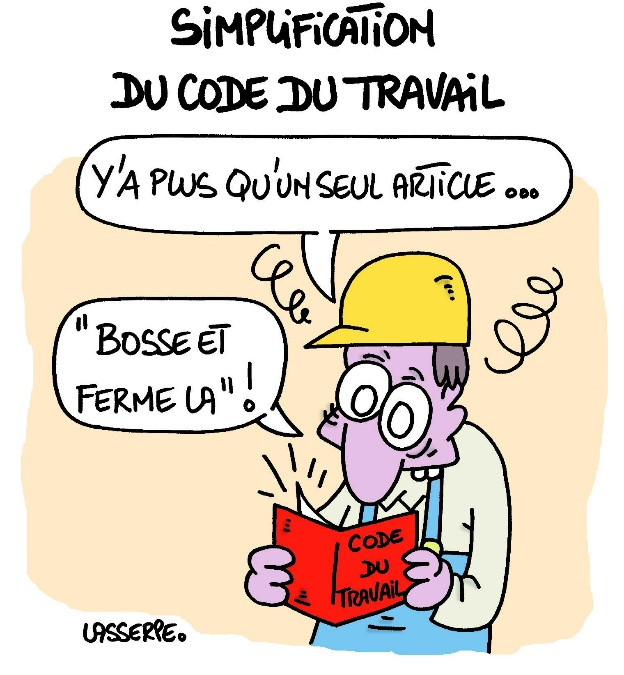 SiMPLiFiCATiON
DU CODE DU TRAVAiL
Y'A PLUS QU'UN SEUL ARTiCLE ...
"BOSSE ET
FERME LA"!
CODE
DU
TRAVAiL
LASSERPE.